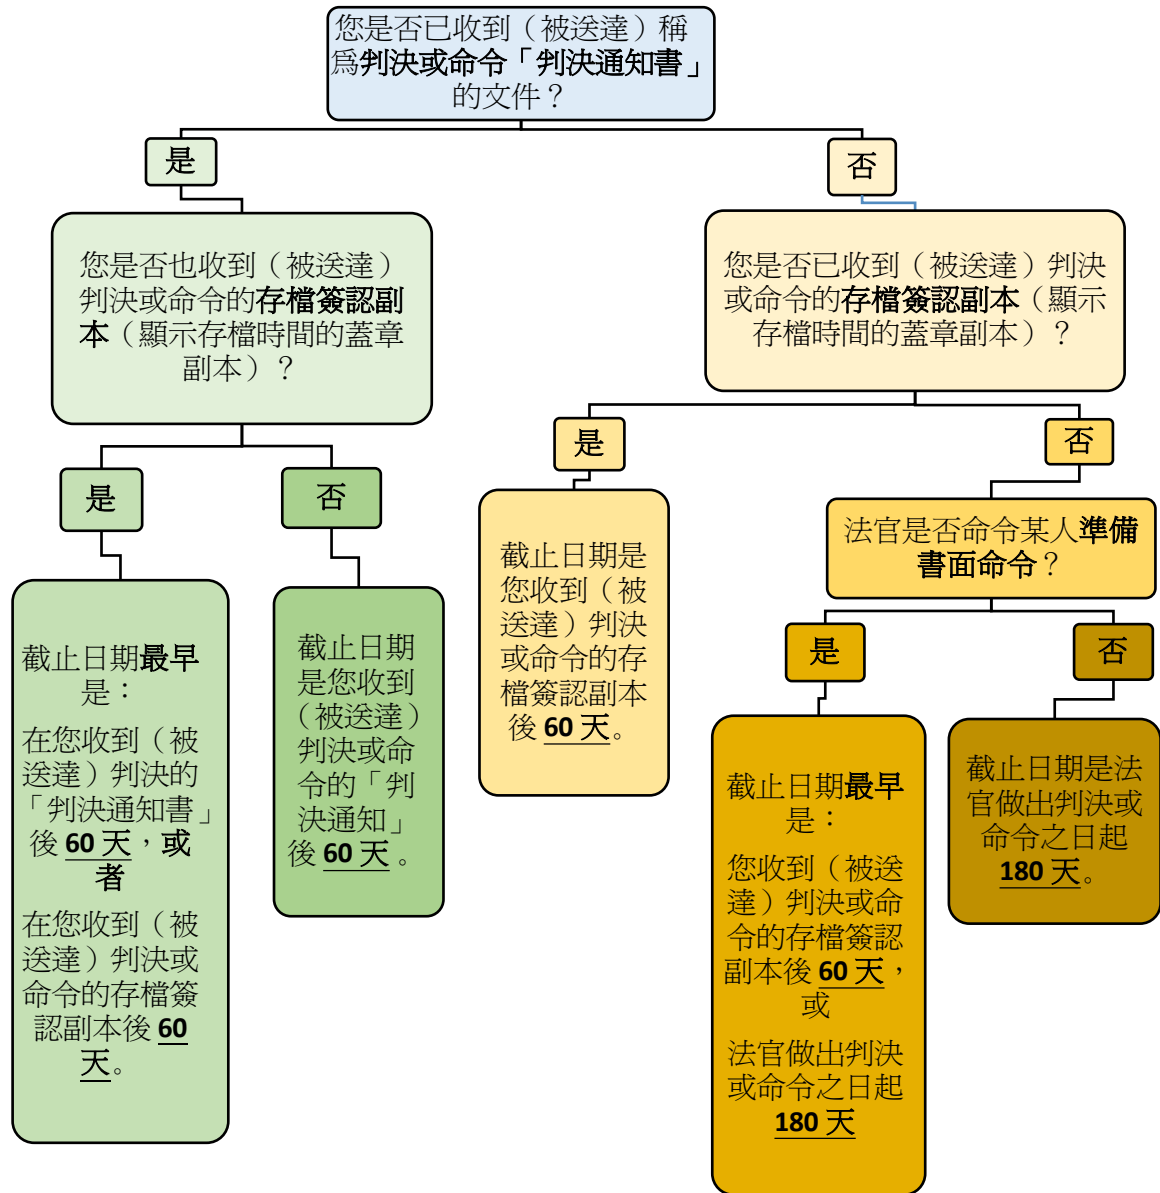 您是否已收到（被送達）稱
爲判決或命令「判決通知書」
的文件？
是
否
您是否也收到（被送達）
判決或命令的存檔簽認副
本（顯示存檔時間的蓋章
副本）？
您是否已收到（被送達）判決
或命令的存檔簽認副本（顯示
存檔時間的蓋章副本）？
是
否
是
否
截止日期最早
是：
在您收到（被
送達）判決的
「判決通知書」
後 60 天，或
者
在您收到（被
送達）判決或
命令的存檔簽
認副本後 60
天。
截止日期
是您收到
（被送達）
判決或命
令的「判
決通知」
後 60 天。
截止日期是
您收到（被
送達）判決
或命令的存
檔簽認副本
後 60 天。
法官是否命令某人準備
書面命令？
是
否
截止日期最早
是：
您收到（被送
達）判決或命
令的存檔簽認
副本後 60 天，
或
法官做出判決
或命令之日起
180 天
截止日期是法
官做出判決或
命令之日起
180 天。